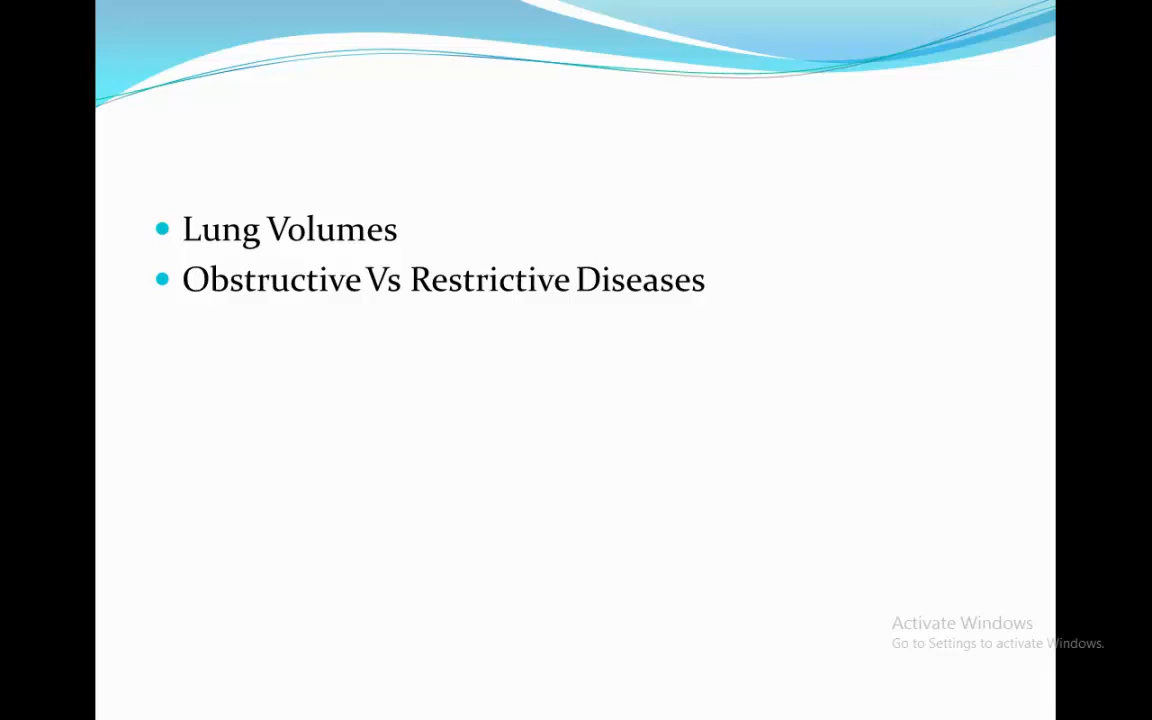 Lung Volumes
Obstructive Vs Restrictive Diseases
Activate Windows
Go to Settings to activate Windows.